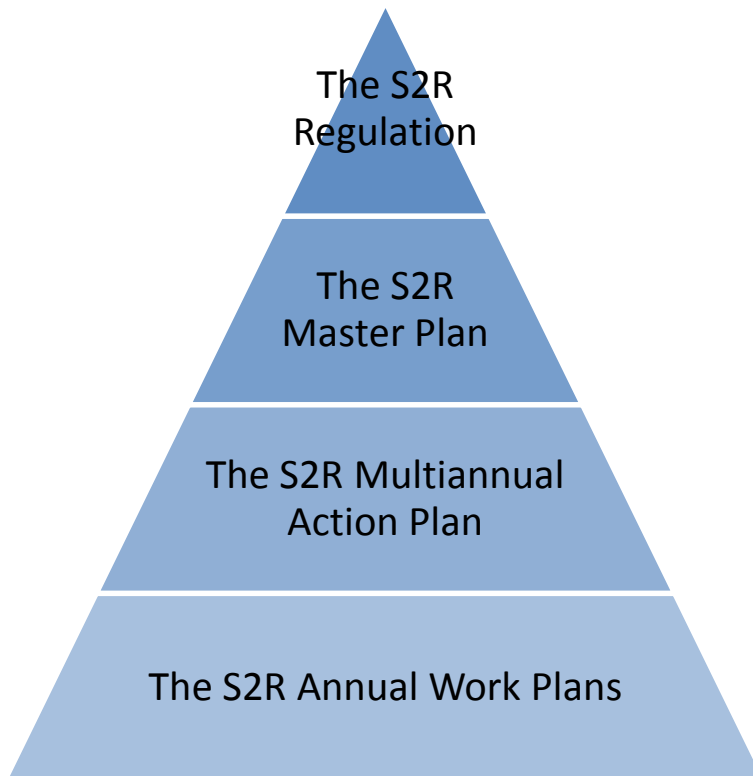 The S2R
Regulation
The S2R
Master Plan
The S2R Multiannual
Action Plan
The S2R Annual Work Plans